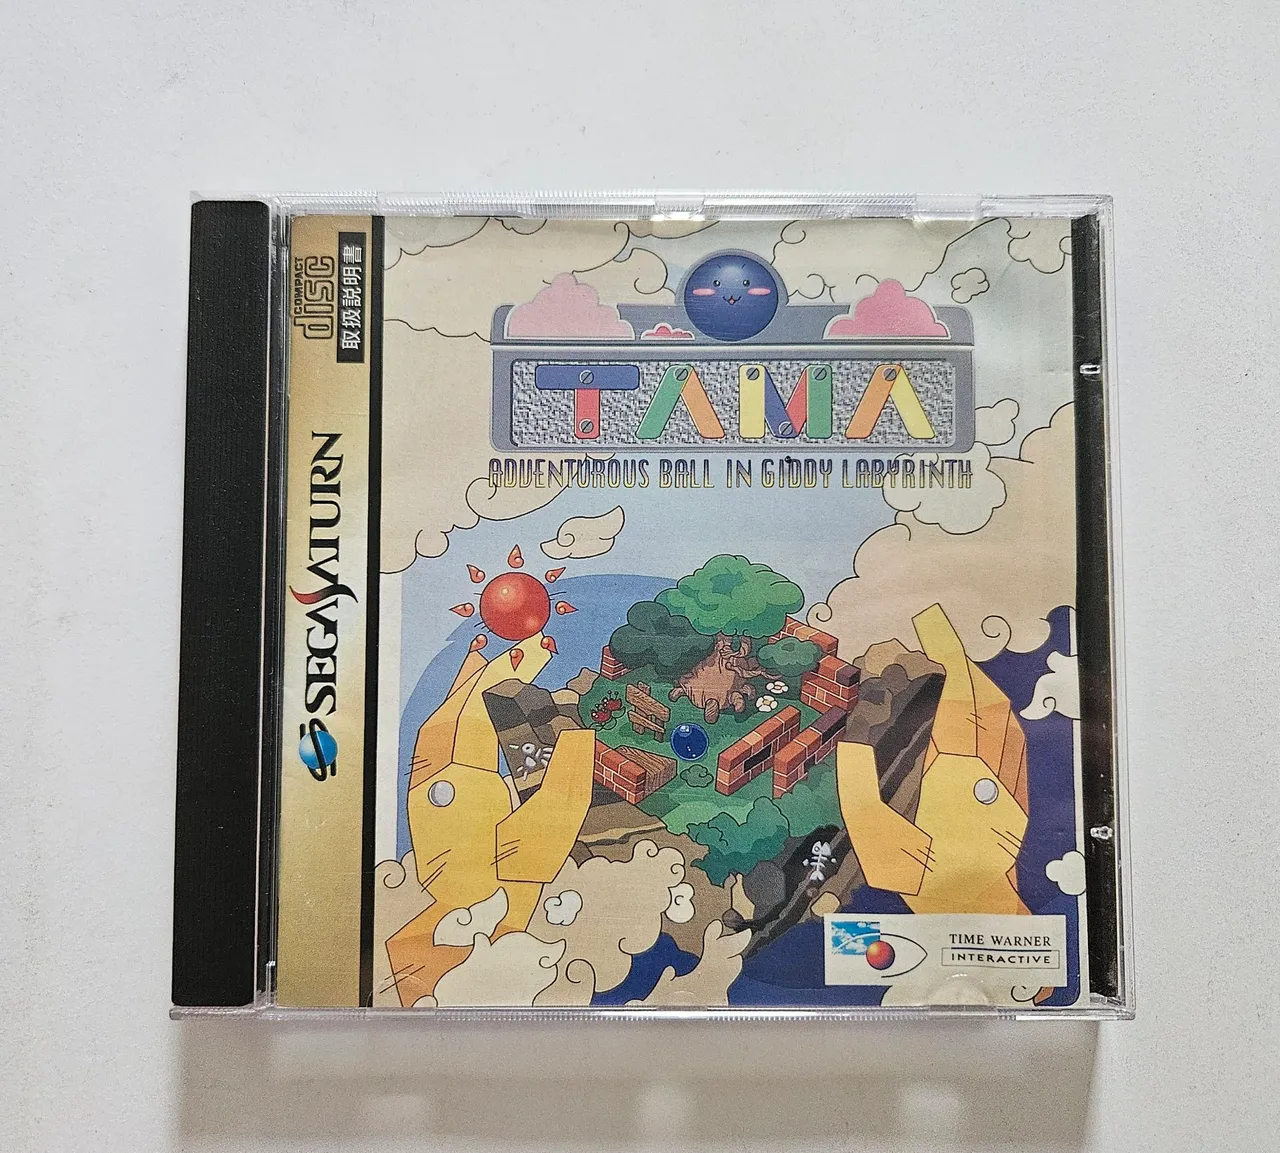 COMPACT
disc
取扱説明書
SEGA SATURN
TAMA
ADVENTUROUS BALL IN GIDDY LABYRINTH
TIME WARNER
INTERACTIVE